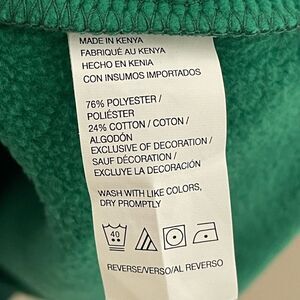 MADE IN KENYA
FABRIQUÉ AU KENYA
HECHO EN KENIA
CON INSUMOS IMPORTADOS
76% POLYESTER /
POLIÉSTER
24% COTTON / COTON /
ALGODÓN
EXCLUSIVE OF DECORATION /
SAUF DÉCORATION /
EXCLUYE LA DECORACIÓN
WASH WITH LIKE COLORS,
DRY PROMPTLY
40
REVERSE/VERSO/AL REVERSO